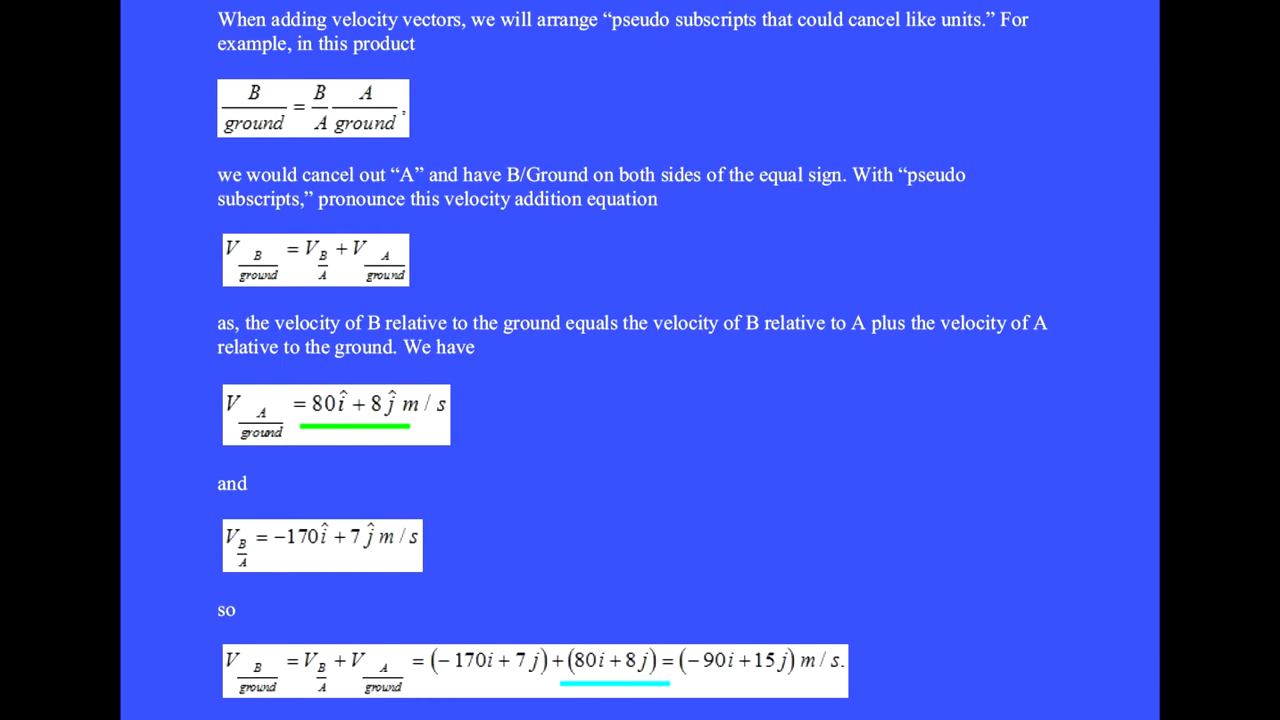 When adding velocity vectors, we will arrange “pseudo subscripts that could cancel like units.” For
example, in this product
B/ground = B/A A/ground,
we would cancel out “A” and have B/Ground on both sides of the equal sign. With “pseudo
subscripts,” pronounce this velocity addition equation
V B/ground = V B/A + V A/ground
as, the velocity of B relative to the ground equals the velocity of B relative to A plus the velocity of A
relative to the ground. We have
V A/ground = 80î + 8ĵ m / s
and
V B/A = −170î + 7ĵ m / s
so
V B/ground = V B/A + V A/ground = (−170i + 7j) + (80i + 8j) = (−90i + 15j) m / s.